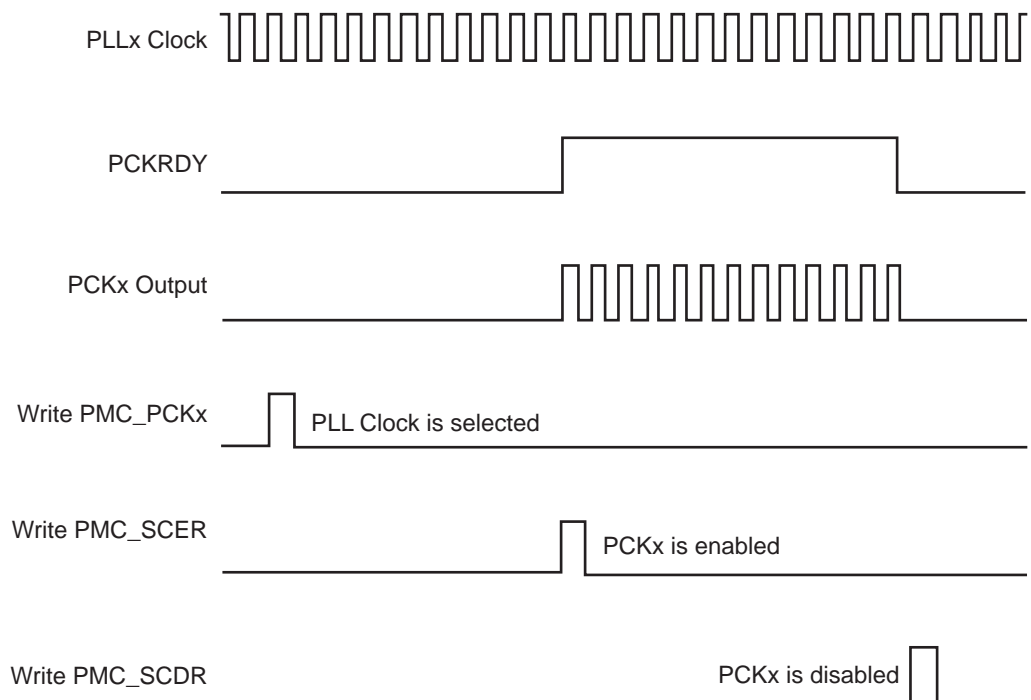 PLLx Clock
PCKRDY
PCKx Output
Write PMC_PCKx
PLL Clock is selected
Write PMC_SCER
PCKx is enabled
Write PMC_SCDR
PCKx is disabled